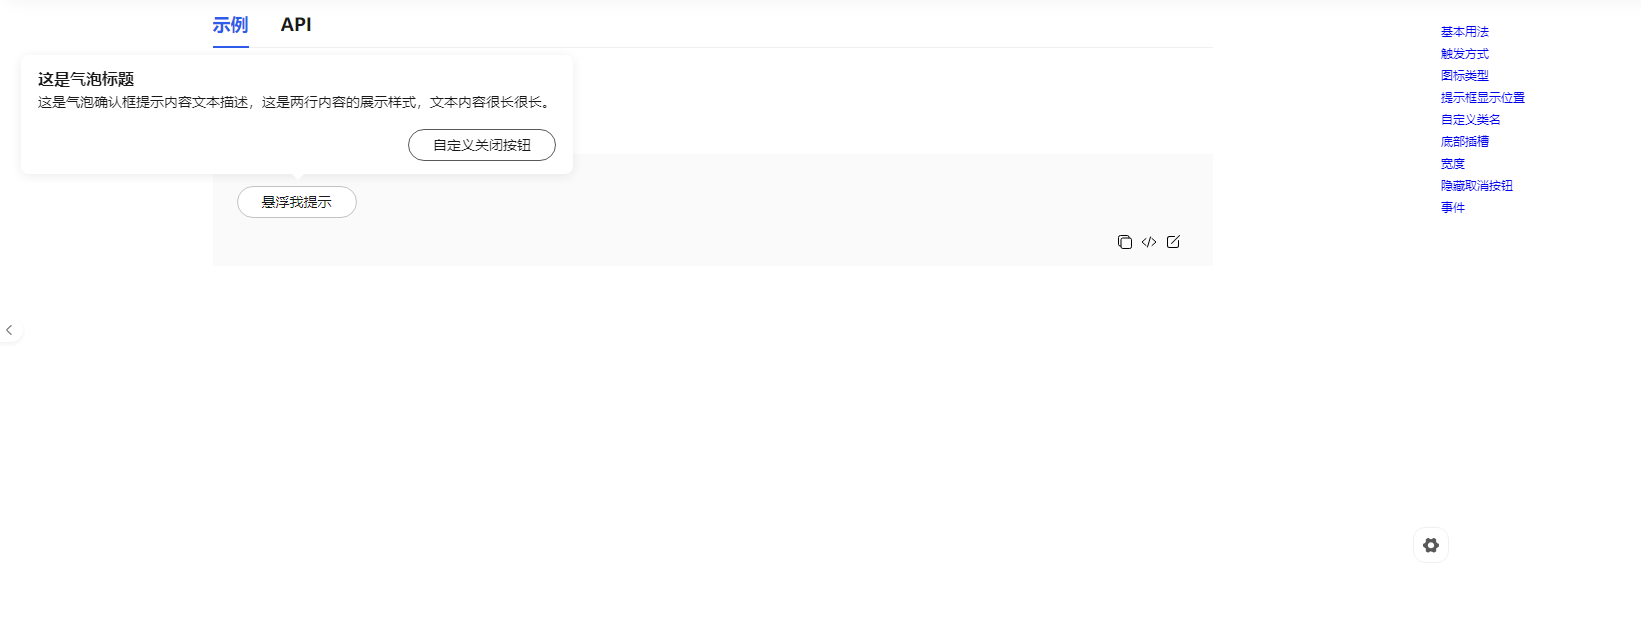 示例
API
这是气泡标题
这是气泡确认框提示内容文本描述，这是两行内容的展示样式，文本内容很长很长。
自定义关闭按钮
悬浮我提示
基本用法
触发方式
图标类型
提示框显示位置
自定义类名
底部插槽
宽度
隐藏取消按钮
事件